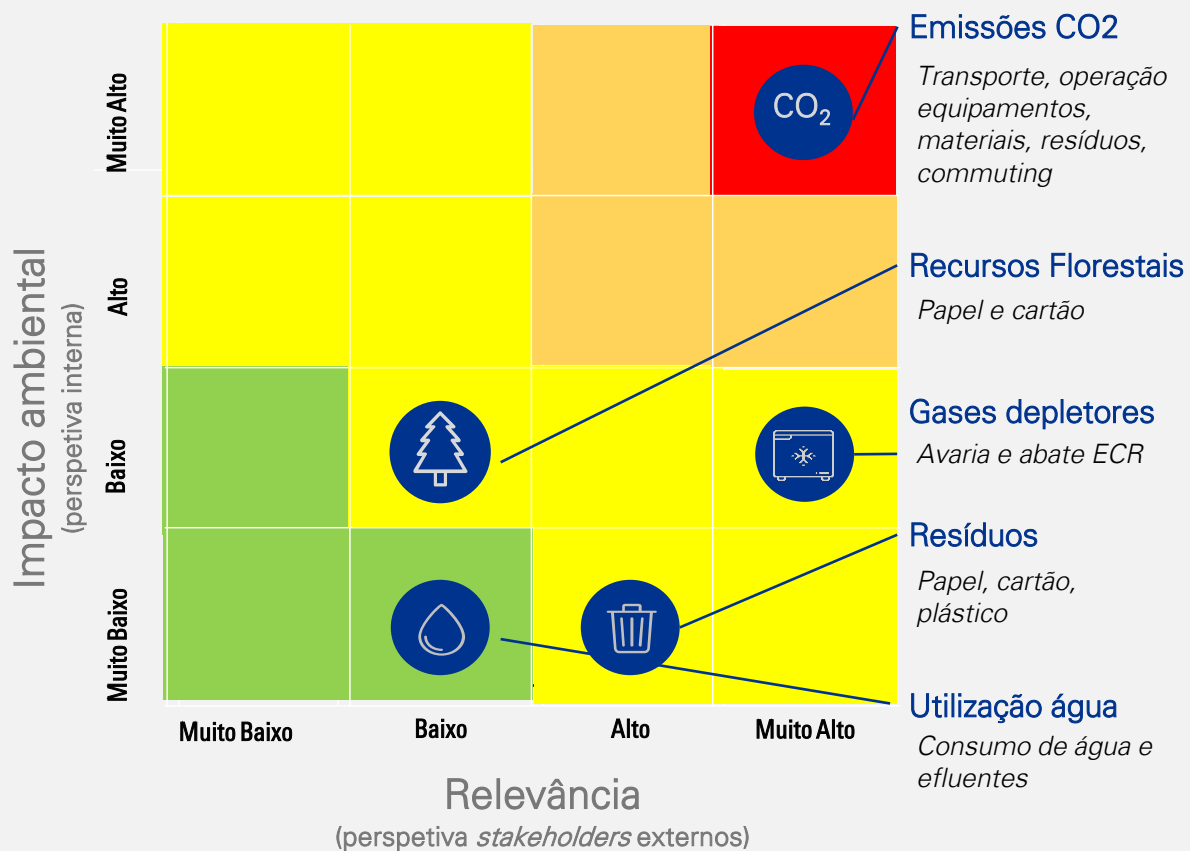 Emissões CO2
Transporte, operação
equipamentos,
materiais, resíduos,
commuting
Recursos Florestais
Papel e cartão
Gases depletores
Avaria e abate ECR
Resíduos
Papel, cartão,
plástico
Utilização água
Consumo de água e
efluentes
CO₂
Impacto ambiental
(perspetiva interna)
Muito Alto
Alto
Baixo
Muito Baixo
Muito Baixo
Baixo
Alto
Muito Alto
Relevância
(perspetiva stakeholders externos)